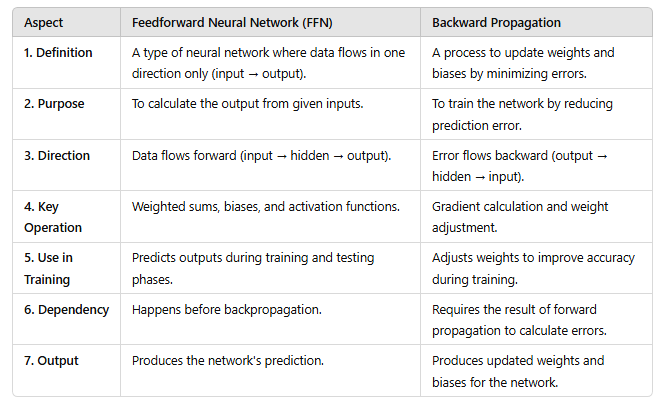 Aspect Feedforward Neural Network (FFN) Backward Propagation
1. Definition A type of neural network where data flows in one A process to update weights and
direction only (input → output). biases by minimizing errors.
2. Purpose To calculate the output from given inputs. To train the network by reducing
prediction error.
3. Direction Data flows forward (input → hidden → output). Error flows backward (output →
hidden → input).
4. Key Weighted sums, biases, and activation functions. Gradient calculation and weight
Operation adjustment.
5. Use in Predicts outputs during training and testing Adjusts weights to improve accuracy
Training phases. during training.
6. Dependency Happens before backpropagation. Requires the result of forward
propagation to calculate errors.
7. Output Produces the network's prediction. Produces updated weights and
biases for the network.